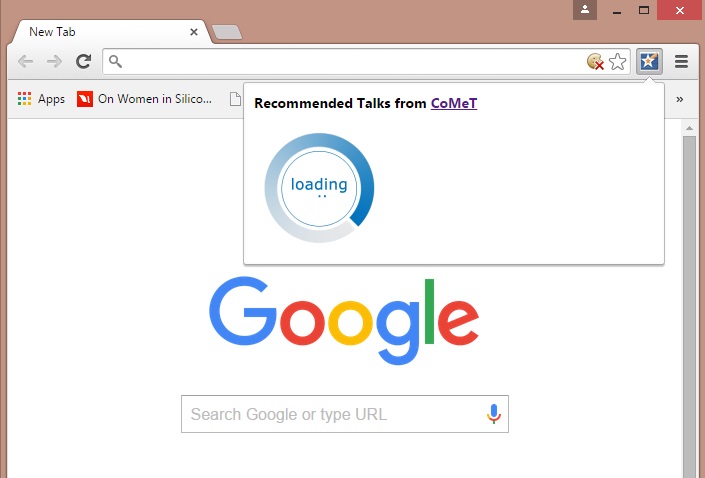 New Tab
Apps
On Women in Silico...
»
Recommended Talks from CoMeT
loading
Google
Search Google or type URL